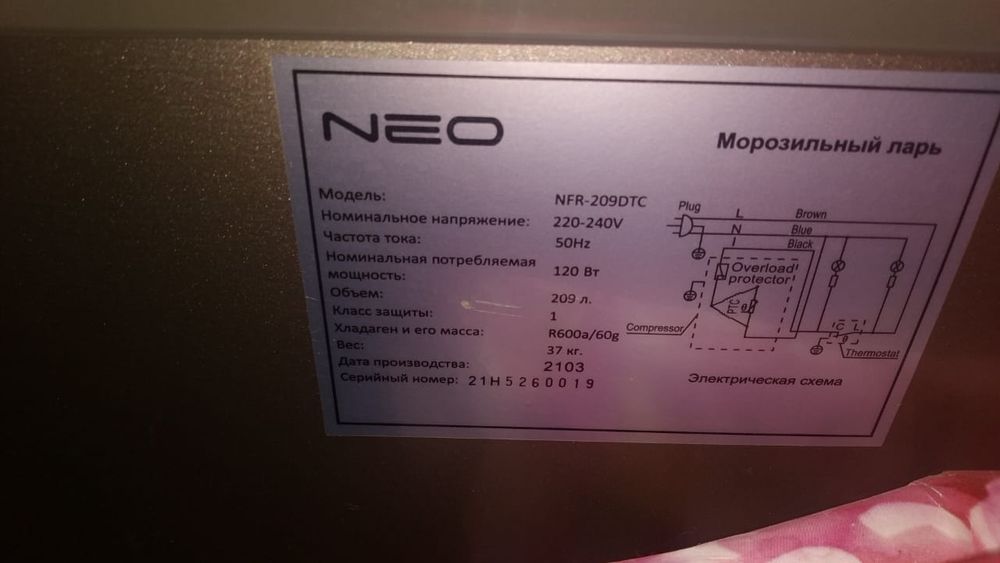 NEO
Морозильный ларь
Модель: NFR-209DTC
Номинальное напряжение: 220-240V
Частота тока: 50Hz
Номинальная потребляемая
мощность: 120 Вт
Объем: 209 л.
Класс защиты: 1
Хладаген и его масса: R600a/60g
Вес: 37 кг.
Дата производства: 2103
Серийный номер: 21H5260019
Plug
L
Brown
N
Blue
Black
Overload
protector
PTC
θ
Compressor
C L
θ
Thermostat
Электрическая схема